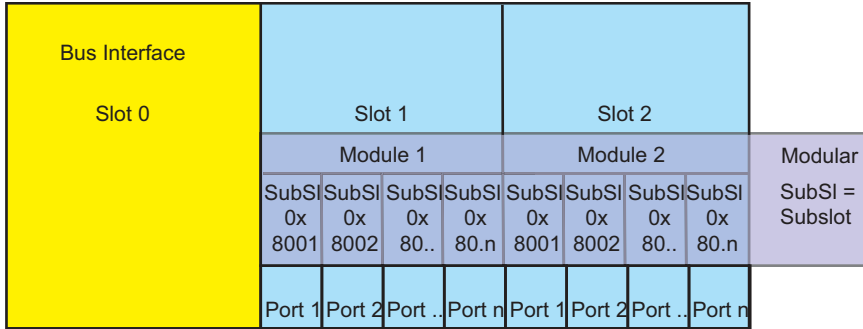 Bus Interface
Slot 0
Slot 1
Slot 2
Module 1
Module 2
Modular
SubSl =
Subslot
SubSl
0x
8001
SubSl
0x
8002
SubSl
0x
80..
SubSl
0x
80.n
SubSl
0x
8001
SubSl
0x
8002
SubSl
0x
80..
SubSl
0x
80.n
Port 1
Port 2
Port ..
Port n
Port 1
Port 2
Port ..
Port n